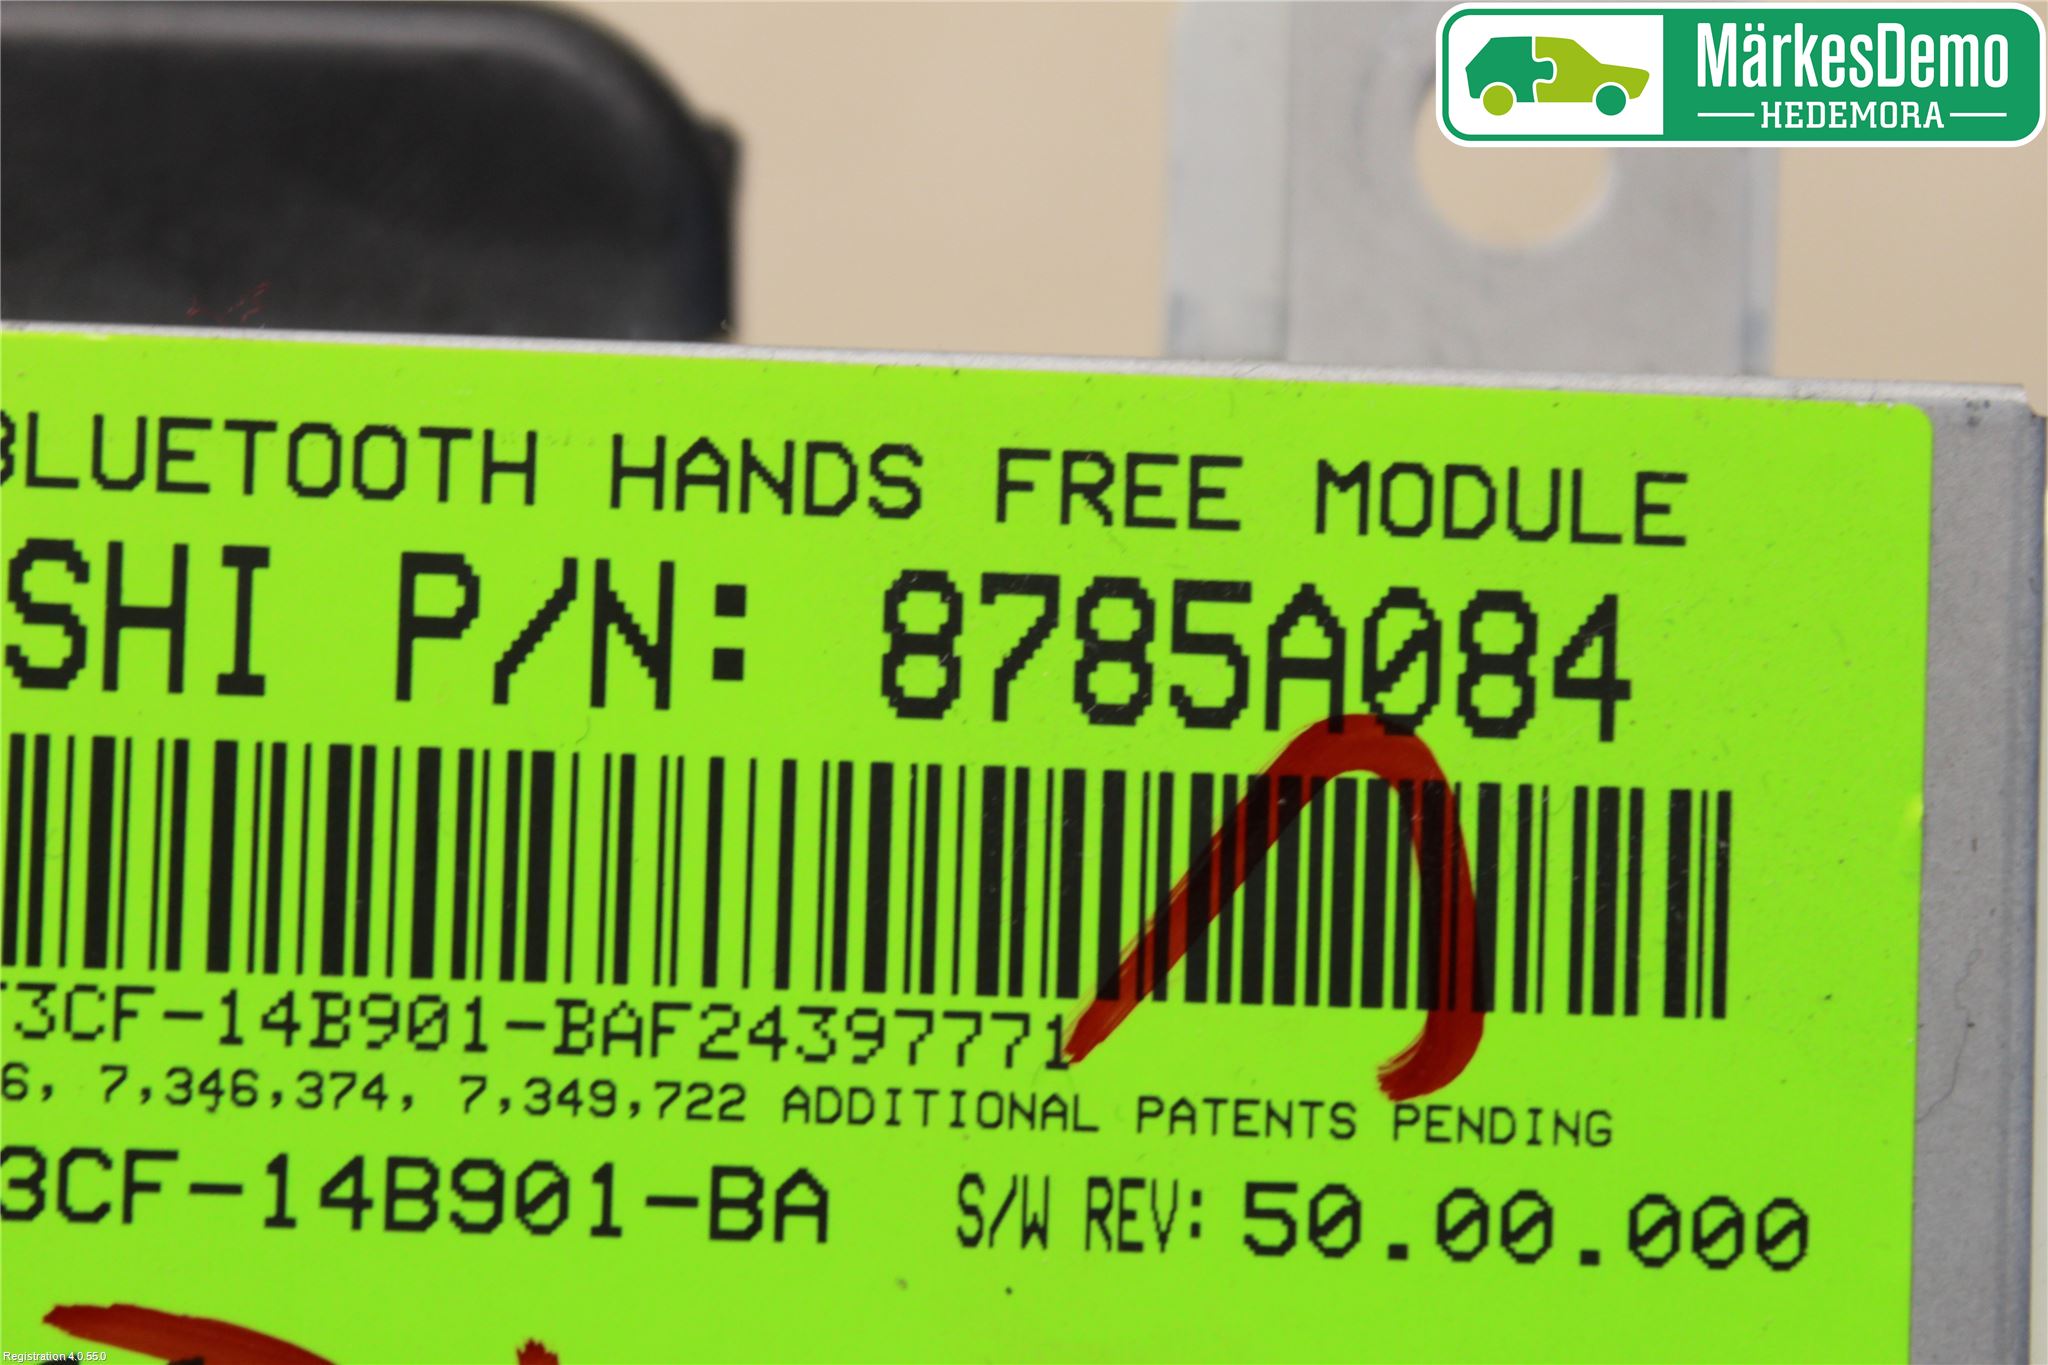 MärkesDemo
HEDEMORA
BLUETOOTH HANDS FREE MODULE
SHI P/N: 8785A084
3CF-14B901-BAF24397771
6, 7,346,374, 7,349,722 ADDITIONAL PATENTS PENDING
3CF-14B901-BA S/W REV: 50.00.000
Registration 4.0.55.0